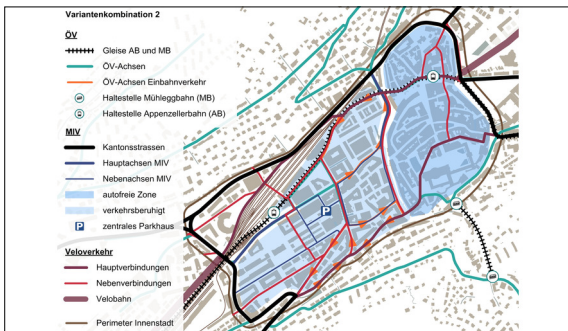 Variantenkombination 2
ÖV
Gleise AB und MB
ÖV-Achsen
ÖV-Achsen Einbahnverkehr
Haltestelle Mühleggbahn (MB)
Haltestelle Appenzellerbahn (AB)
MIV
Kantonsstrassen
Hauptachsen MIV
Nebenachsen MIV
autofreie Zone
verkehrsberuhigt
P zentrales Parkhaus
Veloverkehr
Hauptverbindungen
Nebenverbindungen
Velobahn
Perimeter Innenstadt
P